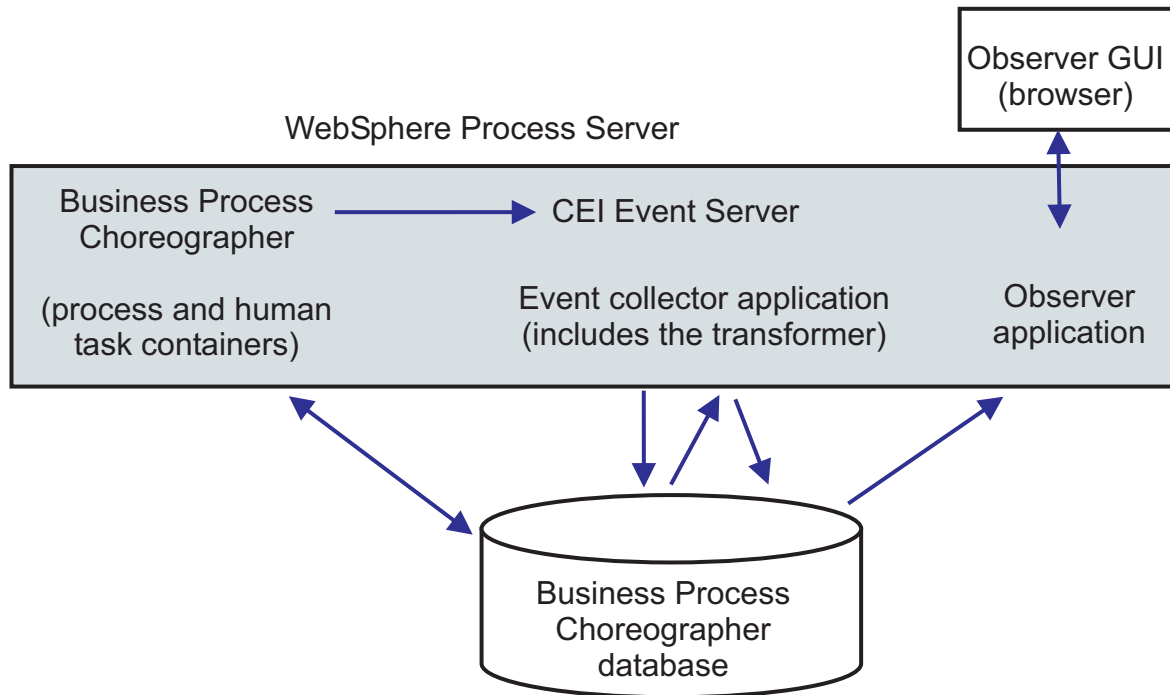 Observer GUI
(browser)
WebSphere Process Server
Business Process
Choreographer
CEI Event Server
(process and human
task containers)
Event collector application
(includes the transformer)
Observer
application
Business Process
Choreographer
database